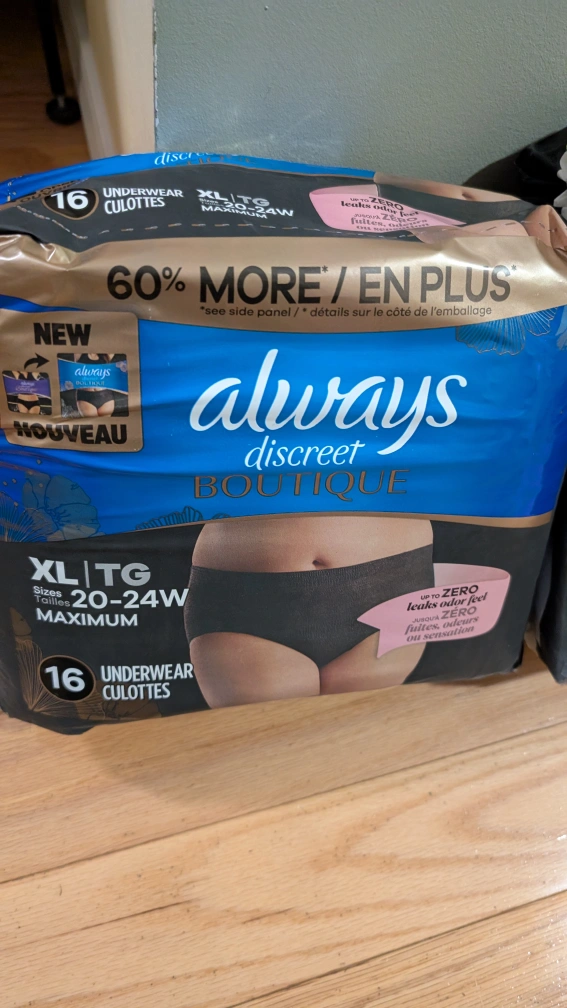 discreet
16 UNDERWEAR
CULOTTES
XL | TG
Sizes
Tailles 20-24W
MAXIMUM
UP TO ZERO
leaks odor feel
JUSQU'À ZÉRO
fuites, odeurs
ou sensation
60% MORE* / EN PLUS*
*see side panel / * détails sur le côté de l'emballage
NEW
always
BOUTIQUE
NOUVEAU
always
discreet
BOUTIQUE
XL | TG
Sizes
Tailles 20-24W
MAXIMUM
UP TO ZERO
leaks odor feel
JUSQU'À ZÉRO
fuites, odeurs
ou sensation
16 UNDERWEAR
CULOTTES